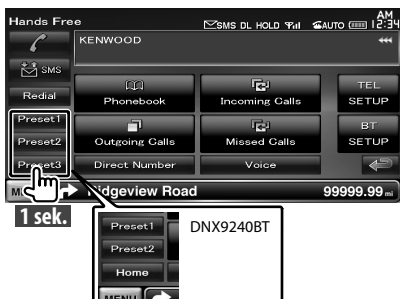 Hands Free
SMS DL HOLD AUTO AM 12:34
KENWOOD
SMS
Redial
Phonebook
Incoming Calls
TEL SETUP
Preset1
Preset2
Outgoing Calls
Missed Calls
BT SETUP
Preset3
Direct Number
Voice
Ridgeview Road
99999.99 mi
1 sek.
Preset1
DNX9240BT
Preset2
Home
MENU